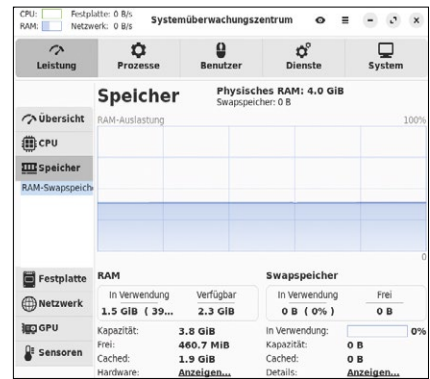 CPU: Festplatte: 0 B/s
RAM: Netzwerk: 0 B/s
Systemüberwachungszentrum
Leistung Prozesse Benutzer Dienste System
Speicher
Physisches RAM: 4.0 GiB
Swapspeicher: 0 B
Übersicht
CPU
Speicher
RAM-Swapspeich
Festplatte
Netzwerk
GPU
Sensoren
RAM-Auslastung 100%
0
RAM
In Verwendung Verfügbar
1.5 GiB ( 39... 2.3 GiB
Kapazität: 3.8 GiB
Frei: 460.7 MiB
Cached: 1.9 GiB
Hardware: Anzeigen...
Swapspeicher
In Verwendung Frei
0 B ( 0% ) 0 B
In Verwendung: 0%
Kapazität: 0 B
Cached: 0 B
Details: Anzeigen...